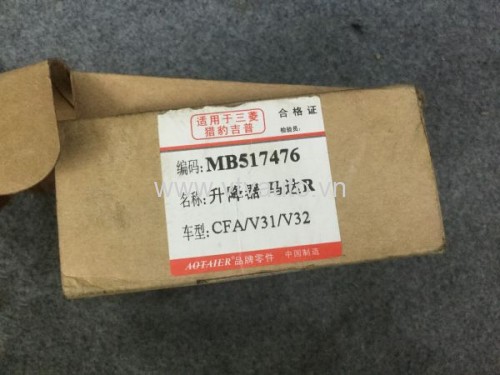 适用于三菱
猎豹吉普
合格证
检验员:
编码: MB517476
名称: 升降器 马达R
车型: CFA/V31/V32
AOTAIER® 品牌零件 中国制造